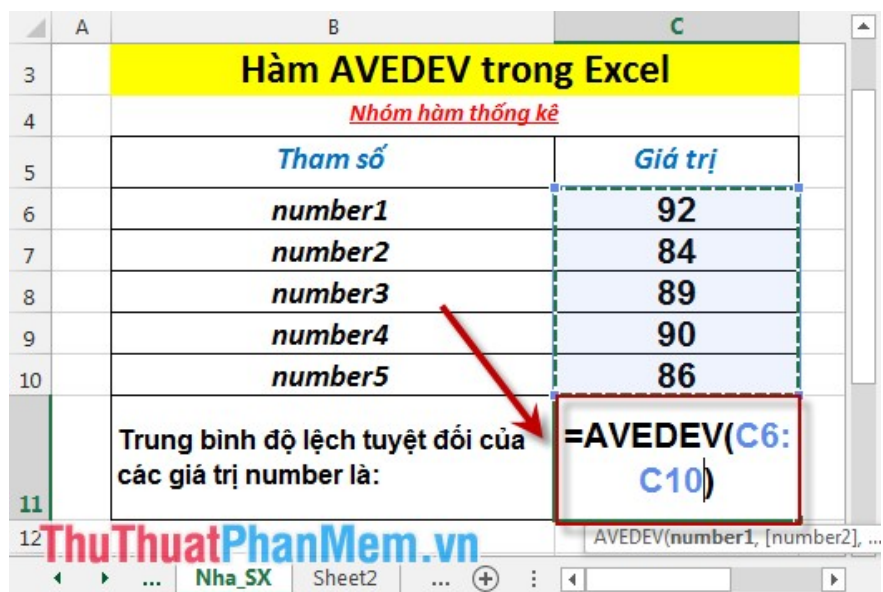 A B C
3 Hàm AVEDEV trong Excel
4 Nhóm hàm thống kê
5 Tham số Giá trị
6 number1 92
7 number2 84
8 number3 89
9 number4 90
10 number5 86
Trung bình độ lệch tuyệt đối của =AVEDEV(C6:
các giá trị number là: C10)
11
12 ThuThuatPhanMem.vn AVEDEV(number1, [number2], ...
... Nha_SX Sheet2 ...